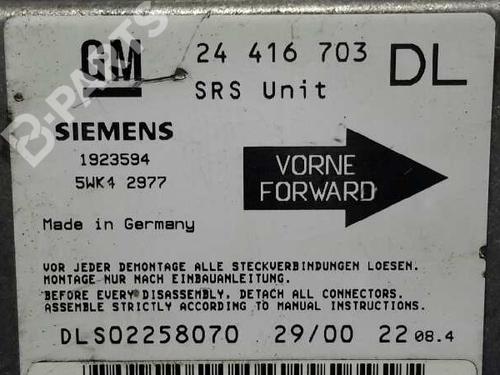 B-PARTS
GM
24 416 703
DL
SRS Unit
SIEMENS
1923594
5WK4 2977
VORNE
FORWARD
Made in Germany
VOR JEDER DEMONTAGE ALLE STECKVERBINDUNGEN LOESEN.
MONTAGE NUR NACH EINBAUANLEITUNG.
BEFORE EVERY DISASSEMBLY, DETACH ALL CONNECTORS.
ASSEMBLE STRICTLY ACCORDING TO MANUAL INSTRUCTIONS.
DLS02258070 29/00 22 08.4